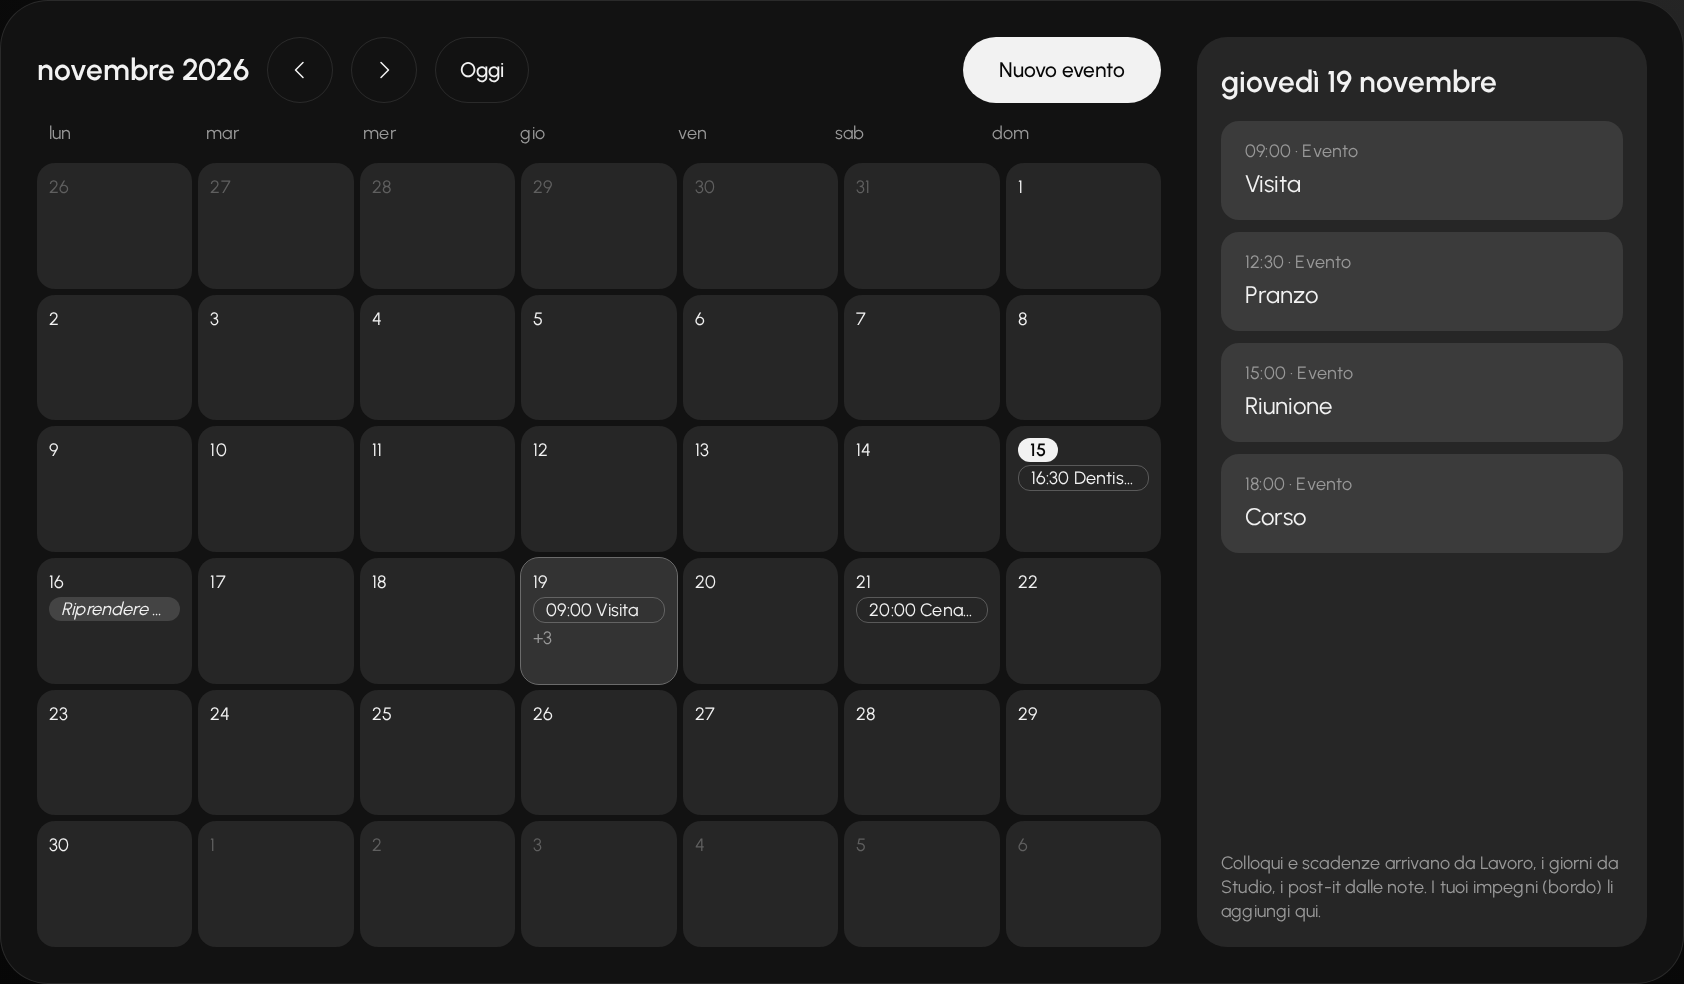 novembre 2026
Oggi
Nuovo evento
lun mar mer gio ven sab dom
26 27 28 29 30 31 1
2 3 4 5 6 7 8
9 10 11 12 13 14 15
16:30 Dentis...
16 17 18 19 20 21 22
Riprendere ... 09:00 Visita 20:00 Cena...
+3
23 24 25 26 27 28 29
30 1 2 3 4 5 6
giovedì 19 novembre
09:00 · Evento
Visita
12:30 · Evento
Pranzo
15:00 · Evento
Riunione
18:00 · Evento
Corso
Colloqui e scadenze arrivano da Lavoro, i giorni da
Studio, i post-it dalle note. I tuoi impegni (bordo) li
aggiungi qui.